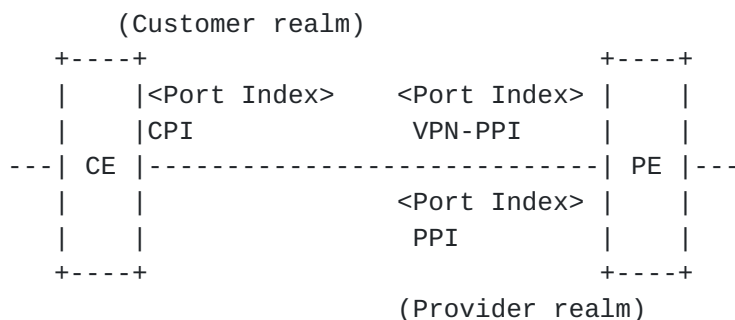 (Customer realm)
+----+                             +----+
|    |<Port Index>    <Port Index> |    |
|    |CPI              VPN-PPI     |    |
---| CE |-----------------------------| PE |---
|    |                <Port Index> |    |
|    |                 PPI         |    |
+----+                             +----+
(Provider realm)